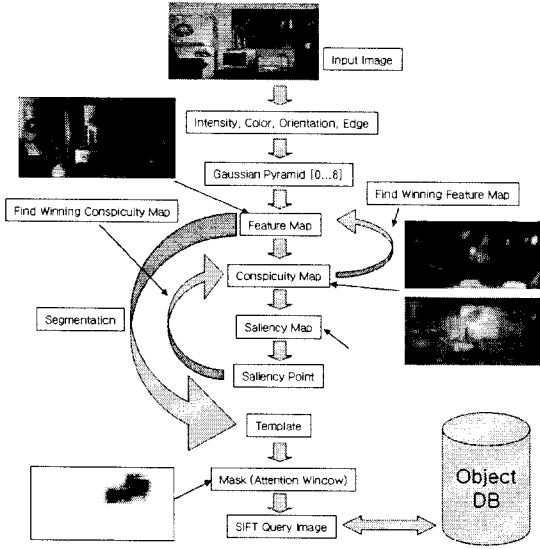 Input Image
Intensity, Color, Orientation, Edge
Gaussian Pyramid [0...8]
Find Winning Feature Map
Find Winning Conspicuity Map
Feature Map
Conspicuity Map
Segmentation
Saliency Map
Saliency Point
Template
Mask (Attention Window)
SIFT Query Image
Object
DB